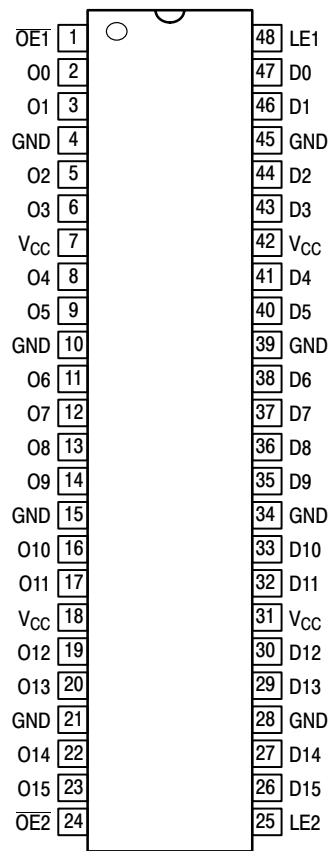 O̅E̅1̅ 1 48 LE1
O0 2 47 D0
O1 3 46 D1
GND 4 45 GND
O2 5 44 D2
O3 6 43 D3
VCC 7 42 VCC
O4 8 41 D4
O5 9 40 D5
GND 10 39 GND
O6 11 38 D6
O7 12 37 D7
O8 13 36 D8
O9 14 35 D9
GND 15 34 GND
O10 16 33 D10
O11 17 32 D11
VCC 18 31 VCC
O12 19 30 D12
O13 20 29 D13
GND 21 28 GND
O14 22 27 D14
O15 23 26 D15
O̅E̅2̅ 24 25 LE2